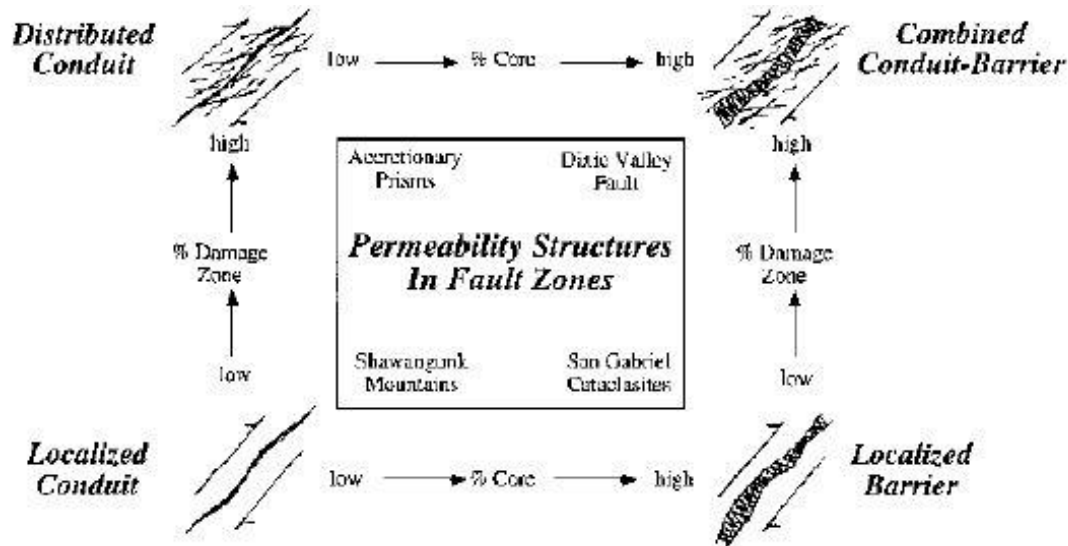 Distributed
Conduit
low % Core high
Combined
Conduit-Barrier
high
high
Accretionary
Prisms
Dixie Valley
Fault
% Damage
Zone
Permeability Structures
In Fault Zones
% Damage
Zone
Shawangunk
Mountains
San Gabriel
Cataclasites
low
low
Localized
Conduit
low % Core high
Localized
Barrier